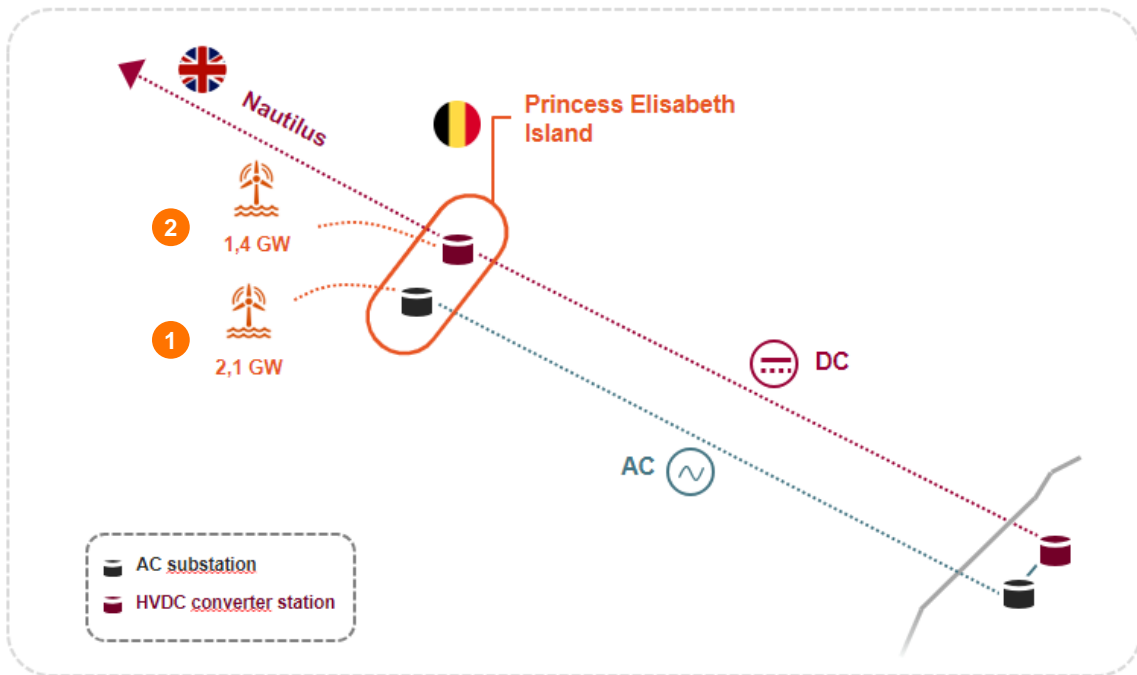 Nautilus
Princess Elisabeth
Island
2
1,4 GW
1
2,1 GW
DC
AC
AC substation
HVDC converter station